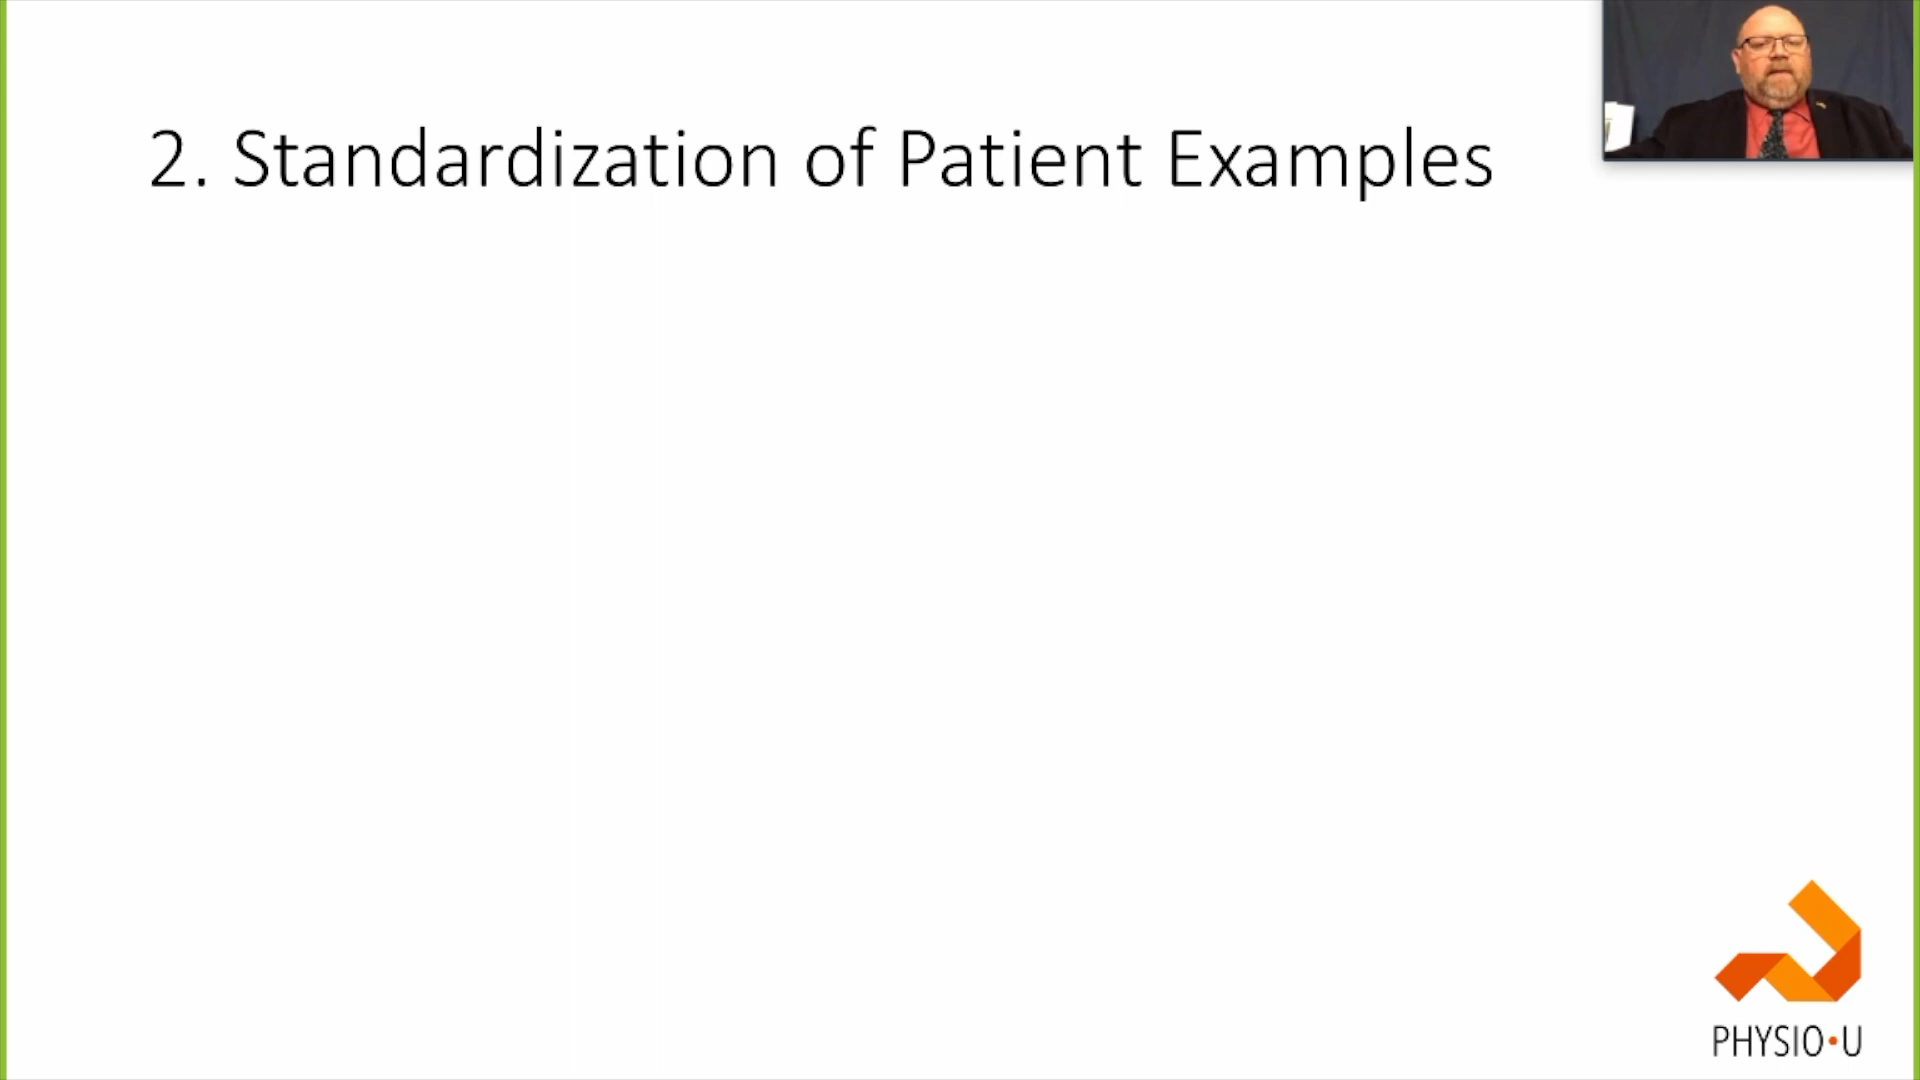 2. Standardization of Patient Examples
PHYSIO•U